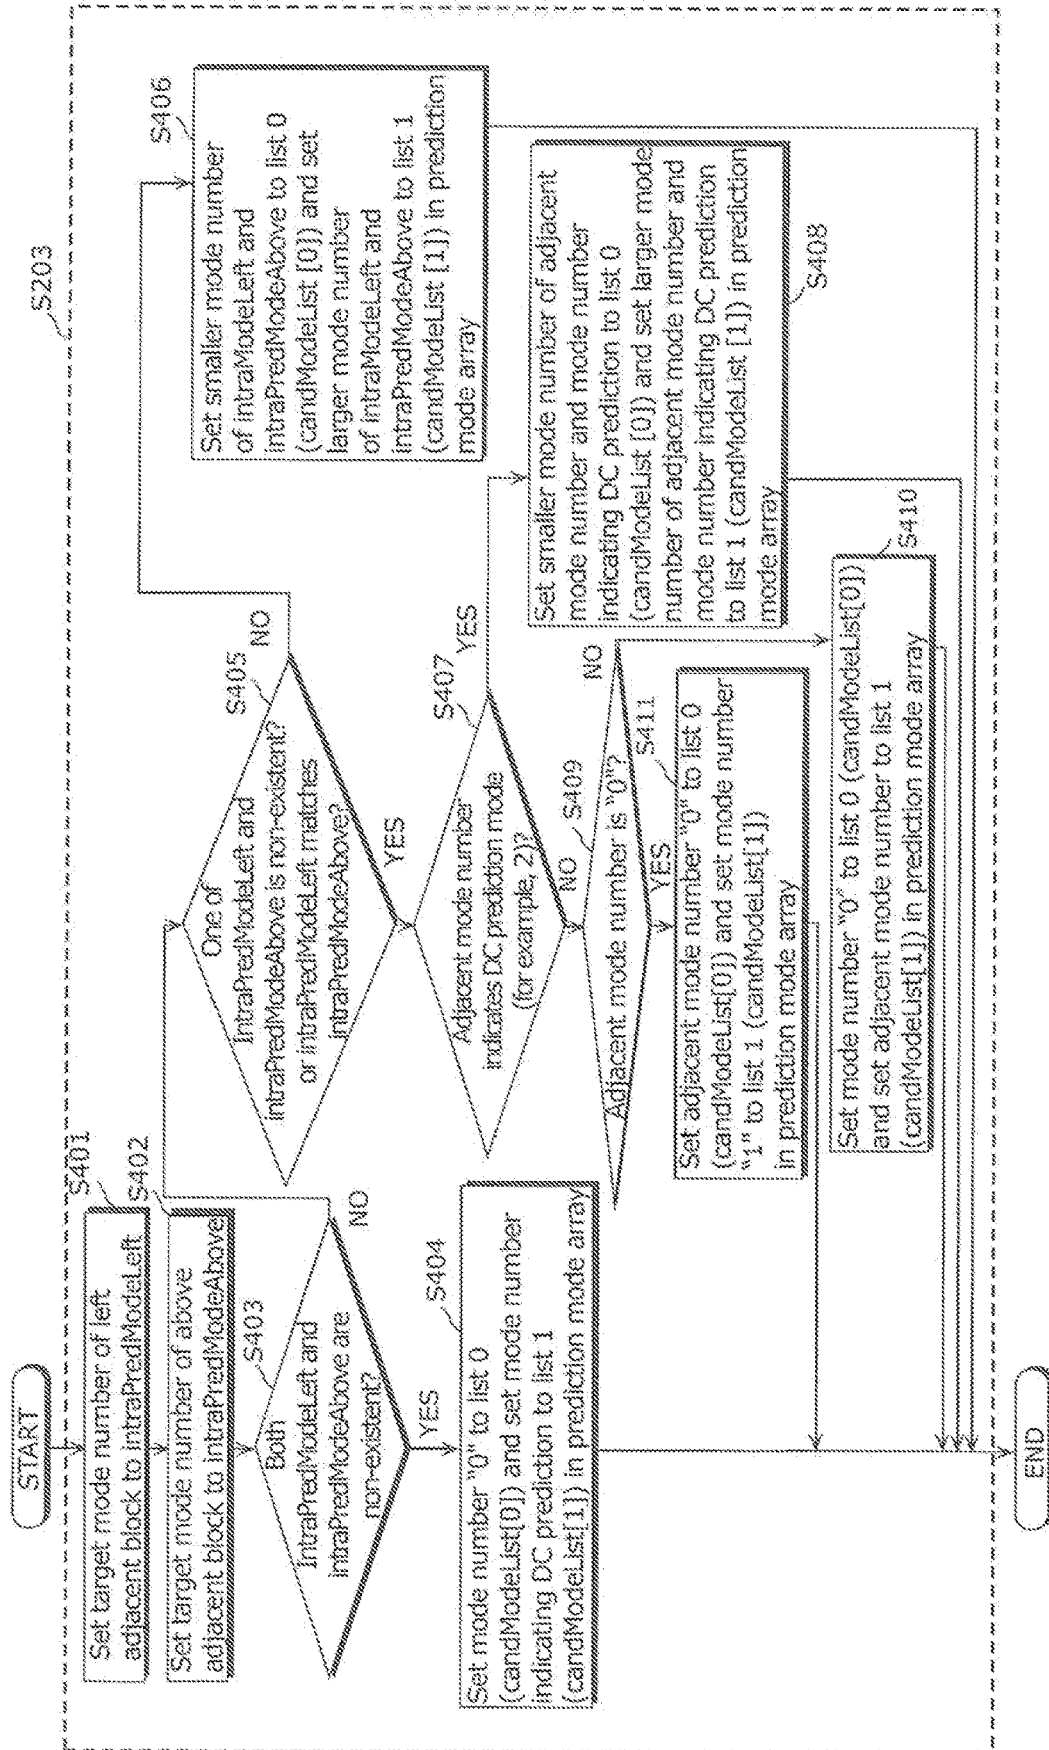 START
S203
S401
Set target mode number of left
adjacent block to intraPredModeLeft
S402
Set target mode number of above
adjacent block to intraPredModeAbove
S403
Both
IntraPredModeLeft and
intraPredModeAbove are
non-existent?
NO
YES
S404
Set mode number "0" to list 0
(candModeList[0]) and set mode number
indicating DC prediction to list 1
(candModeList[1]) in prediction mode array
S405
One of
IntraPredModeLeft and
intraPredModeAbove is non-existent?
or intraPredModeLeft matches
intraPredModeAbove?
NO
YES
S406
Set smaller mode number
of intraModeLeft and
intraPredModeAbove to list 0
(candModeList [0]) and set
larger mode number
of intraModeLeft and
intraPredModeAbove to list 1
(candModeList [1]) in prediction
mode array
S407
Adjacent mode number
indicates DC prediction mode
(for example, 2)?
YES
NO
S408
Set smaller mode number of adjacent
mode number and mode number
indicating DC prediction to list 0
(candModeList [0]) and set larger mode
number of adjacent mode number and
mode number indicating DC prediction
to list 1 (candModeList [1]) in prediction
mode array
S409
Adjacent mode number is "0"?
NO
YES
S411
Set adjacent mode number "0" to list 0
(candModeList[0]) and set mode number
"1" to list 1 (candModeList[1])
in prediction mode array
S410
Set mode number "0" to list 0 (candModeList[0])
and set adjacent mode number to list 1
(candModeList[1]) in prediction mode array
END